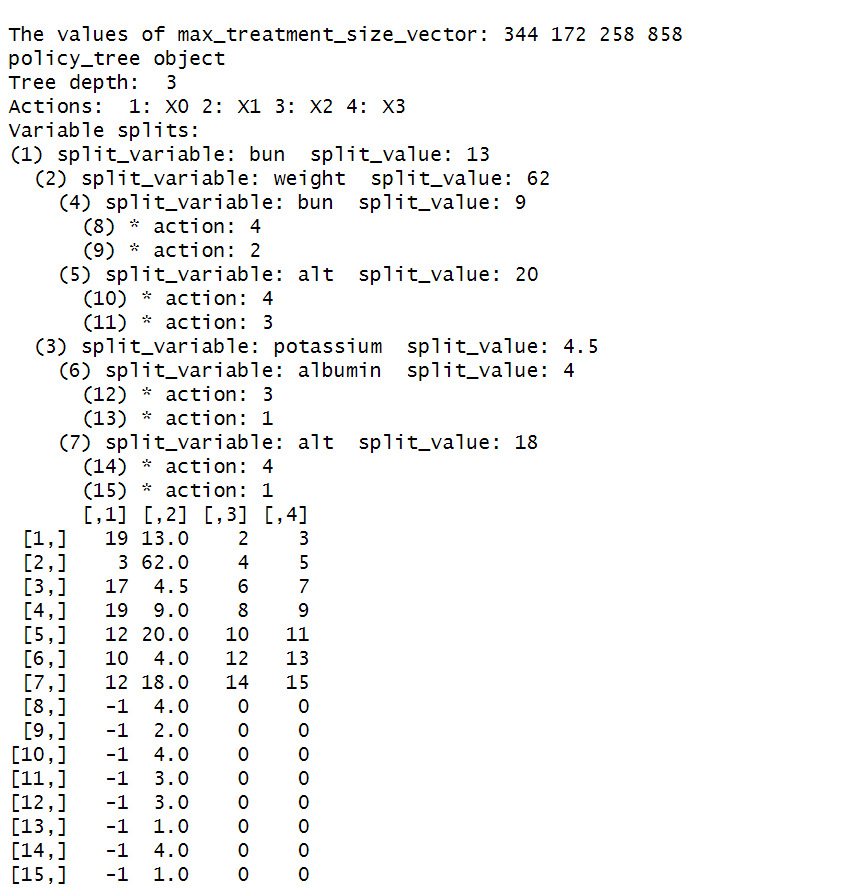 The values of max_treatment_size_vector: 344 172 258 858
policy_tree object
Tree depth:  3
Actions:  1: X0 2: X1 3: X2 4: X3
Variable splits:
(1) split_variable: bun  split_value: 13
  (2) split_variable: weight  split_value: 62
    (4) split_variable: bun  split_value: 9
      (8) * action: 4
      (9) * action: 2
    (5) split_variable: alt  split_value: 20
      (10) * action: 4
      (11) * action: 3
  (3) split_variable: potassium  split_value: 4.5
    (6) split_variable: albumin  split_value: 4
      (12) * action: 3
      (13) * action: 1
    (7) split_variable: alt  split_value: 18
      (14) * action: 4
      (15) * action: 1
      [,1] [,2] [,3] [,4]
 [1,]   19 13.0    2    3
 [2,]    3 62.0    4    5
 [3,]   17  4.5    6    7
 [4,]   19  9.0    8    9
 [5,]   12 20.0   10   11
 [6,]   10  4.0   12   13
 [7,]   12 18.0   14   15
 [8,]   -1  4.0    0    0
 [9,]   -1  2.0    0    0
[10,]   -1  4.0    0    0
[11,]   -1  3.0    0    0
[12,]   -1  3.0    0    0
[13,]   -1  1.0    0    0
[14,]   -1  4.0    0    0
[15,]   -1  1.0    0    0